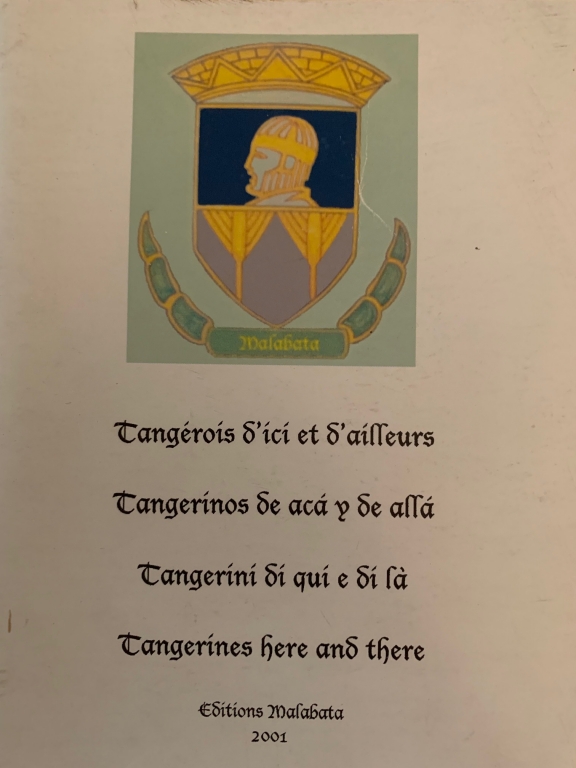 Malabata
Tangérois d'ici et d'ailleurs
Tangerinos de acá y de allá
Tangerini di qui e di là
Tangerines here and there
Editions Malabata
2001